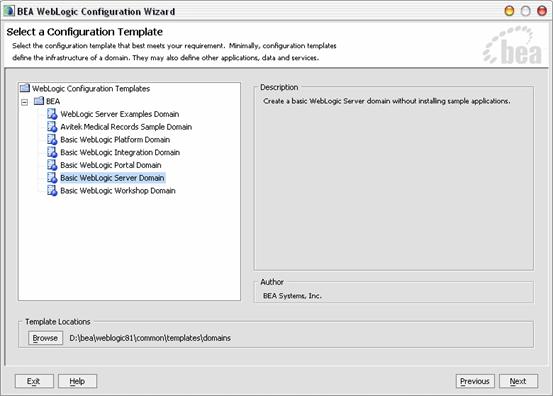 BEA WebLogic Configuration Wizard
Select a Configuration Template
Select the configuration template that best meets your requirement. Minimally, configuration templates
define the infrastructure of a domain. They may also define other applications, data and services.
bea
WebLogic Configuration Templates
BEA
WebLogic Server Examples Domain
Avitek Medical Records Sample Domain
Basic WebLogic Platform Domain
Basic WebLogic Integration Domain
Basic WebLogic Portal Domain
Basic WebLogic Server Domain
Basic WebLogic Workshop Domain
Description
Create a basic WebLogic Server domain without installing sample applications.
Author
BEA Systems, Inc.
Template Locations
Browse D:\bea\weblogic81\common\templates\domains
Exit Help Previous Next